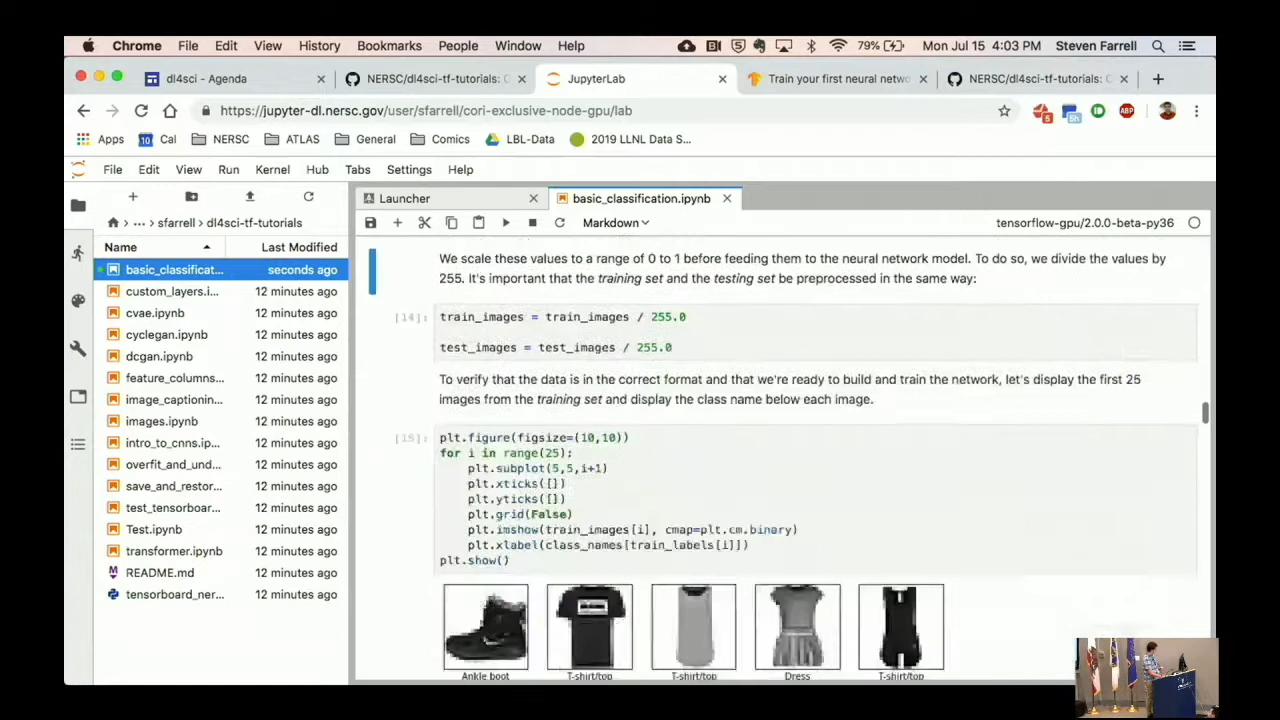 Chrome File Edit View History Bookmarks People Window Help 79% Mon Jul 15 4:03 PM Steven Farrell
dl4sci - Agenda NERSC/dl4sci-tf-tutorials: C JupyterLab Train your first neural netwo NERSC/dl4sci-tf-tutorials: C
https://jupyter-dl.nersc.gov/user/sfarrell/cori-exclusive-node-gpu/lab 5 5h ABP
Apps 10 Cal NERSC ATLAS General Comics LBL-Data 2019 LLNL Data S...
File Edit View Run Kernel Hub Tabs Settings Help
Launcher basic_classification.ipynb
Markdown tensorflow-gpu/2.0.0-beta-py36
... sfarrell / dl4sci-tf-tutorials /
Name Last Modified
basic_classificat... seconds ago
custom_layers.i... 12 minutes ago
cvae.ipynb 12 minutes ago
cyclegan.ipynb 12 minutes ago
dcgan.ipynb 12 minutes ago
feature_columns... 12 minutes ago
image_captionin... 12 minutes ago
images.ipynb 12 minutes ago
intro_to_cnns.ip... 12 minutes ago
overfit_and_und... 12 minutes ago
save_and_restor... 12 minutes ago
test_tensorboar... 12 minutes ago
Test.ipynb 12 minutes ago
transformer.ipynb 12 minutes ago
README.md 12 minutes ago
tensorboard_ner... 12 minutes ago
We scale these values to a range of 0 to 1 before feeding them to the neural network model. To do so, we divide the values by
255. It's important that the training set and the testing set be preprocessed in the same way:
[14]: train_images = train_images / 255.0
test_images = test_images / 255.0
To verify that the data is in the correct format and that we're ready to build and train the network, let's display the first 25
images from the training set and display the class name below each image.
[15]: plt.figure(figsize=(10,10))
for i in range(25):
plt.subplot(5,5,i+1)
plt.xticks([])
plt.yticks([])
plt.grid(False)
plt.imshow(train_images[i], cmap=plt.cm.binary)
plt.xlabel(class_names[train_labels[i]])
plt.show()
Ankle boot T-shirt/top T-shirt/top Dress T-shirt/top